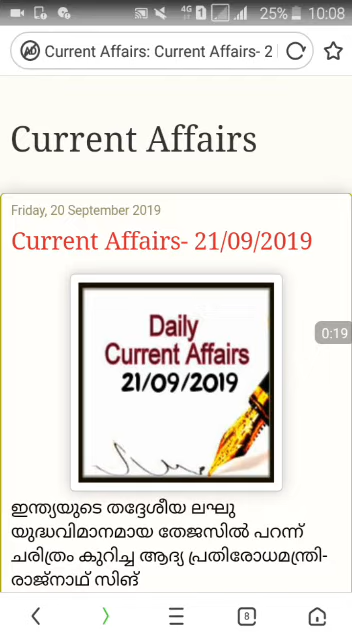 4G 1 25% 10:08
Current Affairs: Current Affairs- 2
Current Affairs
Friday, 20 September 2019
Current Affairs- 21/09/2019
Daily
Current Affairs
21/09/2019
0:19
ഇന്ത്യയുടെ തദ്ദേശീയ ലഘു
യുദ്ധവിമാനമായ തേജസിൽ പറന്ന്
ചരിത്രം കുറിച്ച ആദ്യ പ്രതിരോധമന്ത്രി-
രാജ്നാഥ് സിങ്
8